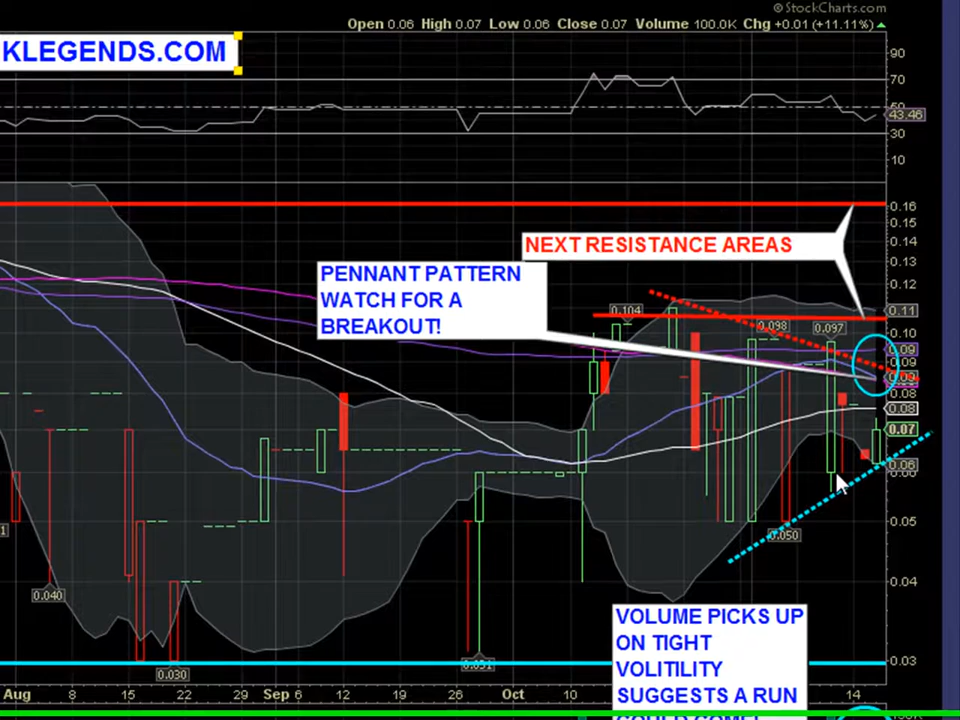 © StockCharts.com
Open 0.06 High 0.07 Low 0.06 Close 0.07 Volume 100.0K Chg +0.01 (+11.11%)
KLEGENDS.COM
90
70
50
43.46
30
10
0.16
0.15
0.14
0.13
0.12
0.11
0.10
0.09
0.09
0.08
0.08
0.07
0.06
0.05
0.04
0.03
NEXT RESISTANCE AREAS
PENNANT PATTERN
WATCH FOR A
BREAKOUT!
0.104
0.098
0.097
0.050
0.040
0.030
0.031
VOLUME PICKS UP
ON TIGHT
VOLITILITY
SUGGESTS A RUN
Aug 8 15 22 29 Sep 6 12 19 26 Oct 10 14